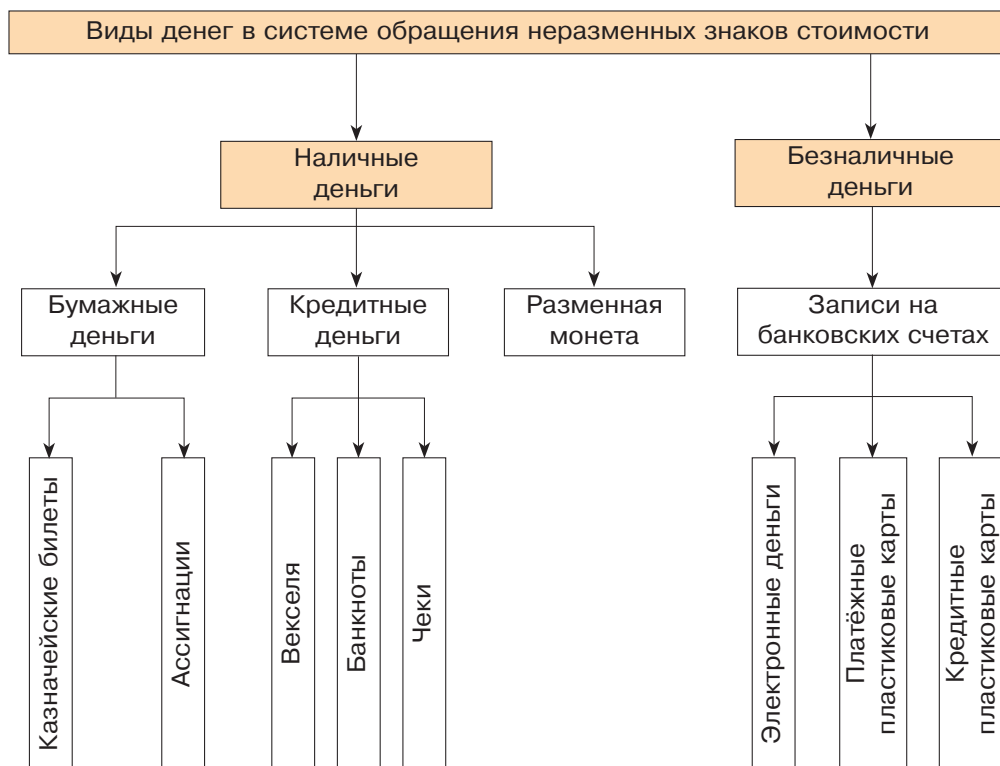 Виды денег в системе обращения неразменных знаков стоимости
Наличные
деньги
Безналичные
деньги
Бумажные
деньги
Кредитные
деньги
Разменная
монета
Записи на
банковских счетах
Казначейские билеты
Ассигнации
Векселя
Банкноты
Чеки
Электронные деньги
Платёжные
пластиковые карты
Кредитные
пластиковые карты